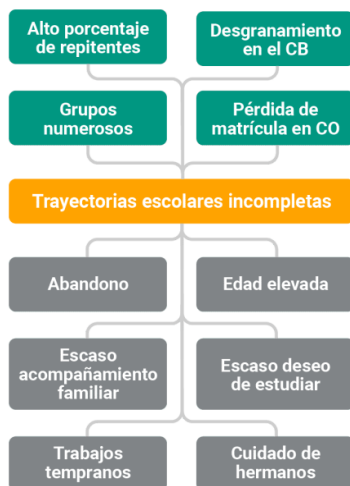 Alto porcentaje
de repitentes
Desgranamiento
en el CB
Grupos
numerosos
Pérdida de
matrícula en CO
Trayectorias escolares incompletas
Abandono
Edad elevada
Escaso
acompañamiento
familiar
Escaso deseo
de estudiar
Trabajos
tempranos
Cuidado de
hermanos